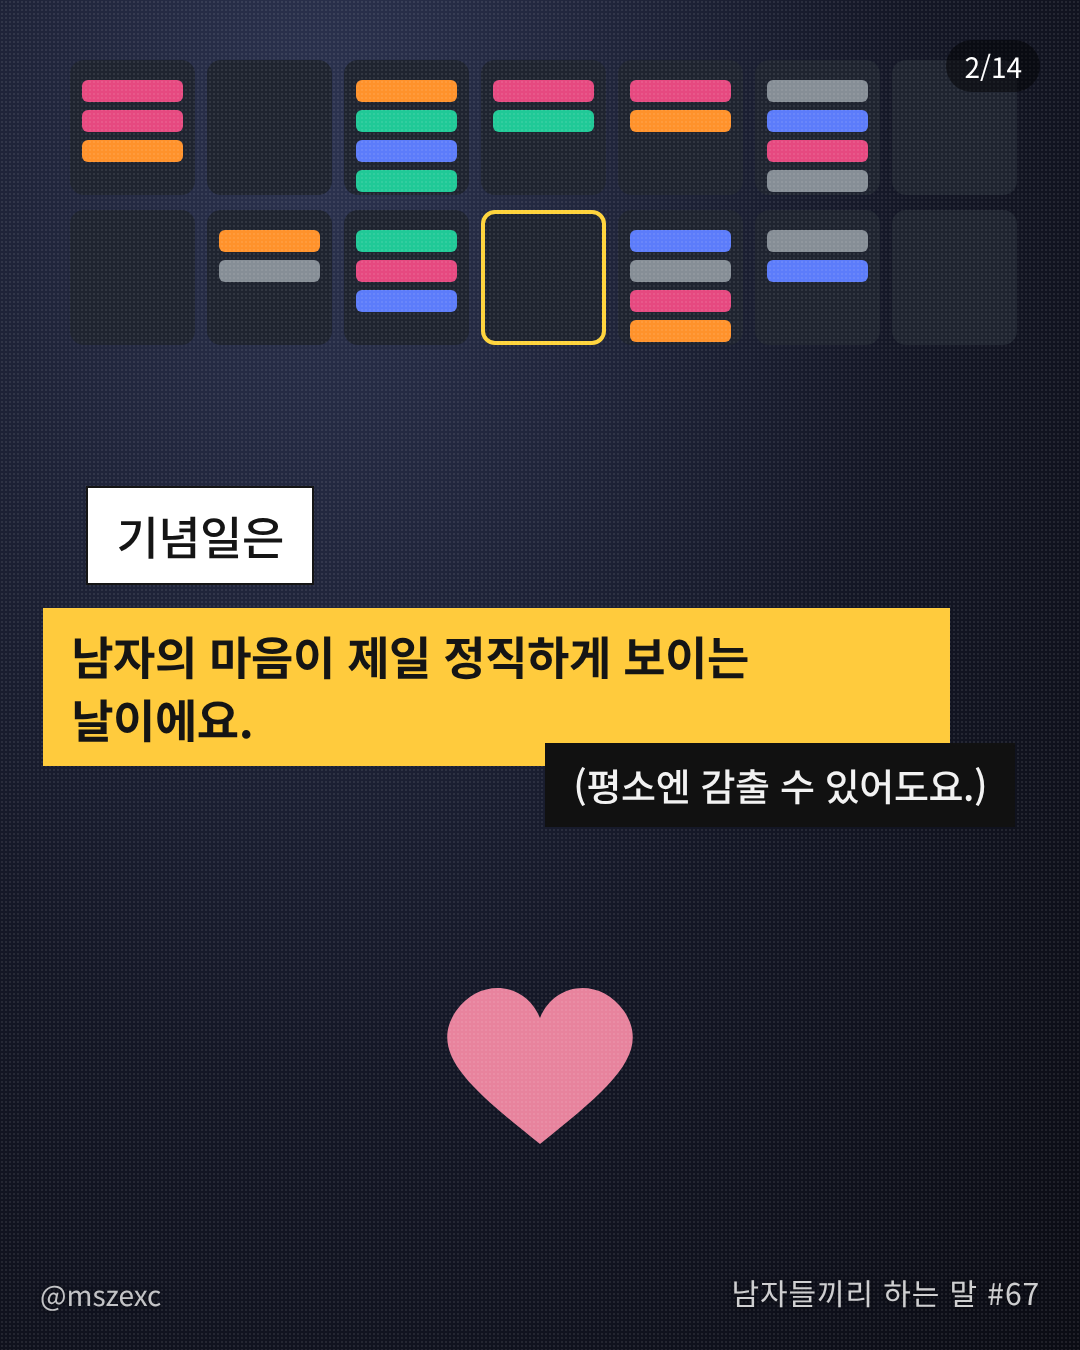 2/14
기념일은
남자의 마음이 제일 정직하게 보이는
날이에요.
(평소엔 감출 수 있어도요.)
@mszexc
남자들끼리 하는 말 #67